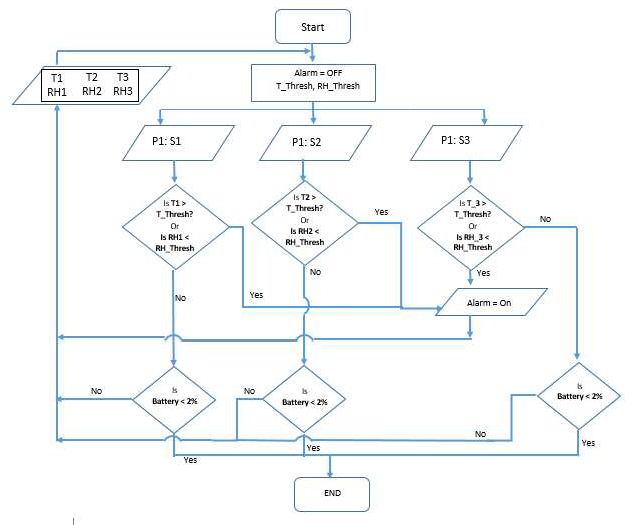 Start
T1 T2 T3
RH1 RH2 RH3
Alarm = OFF
T_Thresh, RH_Thresh
P1: S1
P1: S2
P1: S3
Is T1 >
T_Thresh?
Or
Is RH1 <
RH_Thresh
Is T2 >
T_Thresh?
Or
Is RH2 <
RH_Thresh
Yes
Is T_3 >
T_Thresh?
Or
Is RH_3 <
RH_Thresh
No
No
Yes
No
Yes
Alarm = On
No
Is
Battery < 2%
No
Is
Battery < 2%
Is
Battery < 2%
No
Yes
Yes
Yes
END